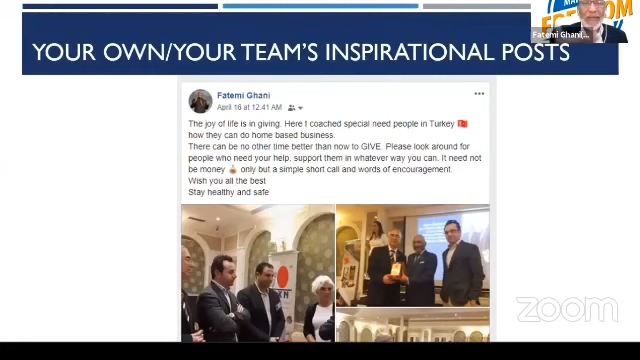 YOUR OWN/YOUR TEAM'S INSPIRATIONAL POSTS
Fatemi Ghani
April 16 at 12:41 AM
The joy of life is in giving. Here I coached special need people in Turkey 🇹🇷
how they can do home based business.
There can be no other time better than now to GIVE. Please look around for
people who need your help, support them in whatever way you can. It need not
be money 💰 only but a simple short call and words of encouragement.
Wish you all the best
Stay healthy and safe
Fatemi Ghani(...
zoom